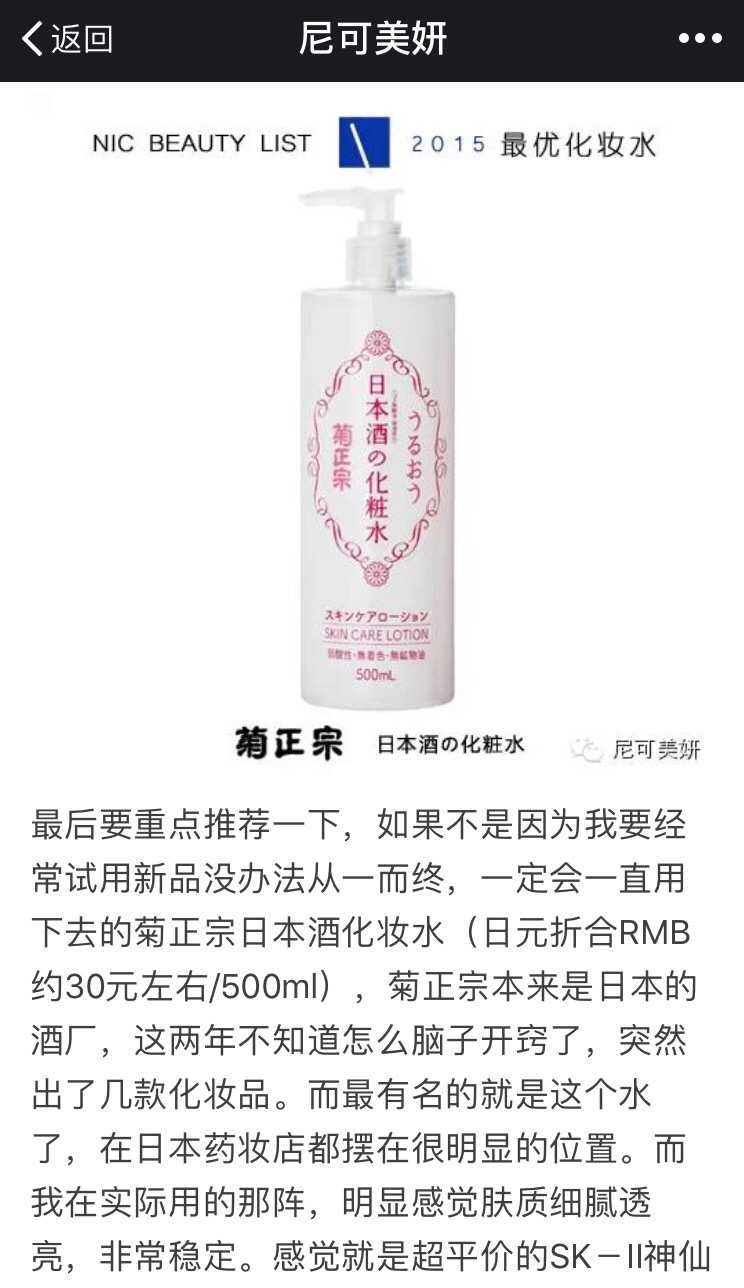 返回
尼可美妍
NIC BEAUTY LIST 2015 最优化妆水
うるおう
日本酒の化粧水
菊正宗
スキンケアローション
SKIN CARE LOTION
弱酸性・無着色・無鉱物油
500mL
菊正宗 日本酒の化粧水 尼可美妍
最后要重点推荐一下，如果不是因为我要经
常试用新品没办法从一而终，一定会一直用
下去的菊正宗日本酒化妆水（日元折合RMB
约30元左右/500ml），菊正宗本来是日本的
酒厂，这两年不知道怎么脑子开窍了，突然
出了几款化妆品。而最有名的就是这个水
了，在日本药妆店都摆在很明显的位置。而
我在实际用的那阵，明显感觉肤质细腻透
亮，非常稳定。感觉就是超平价的SK－II神仙